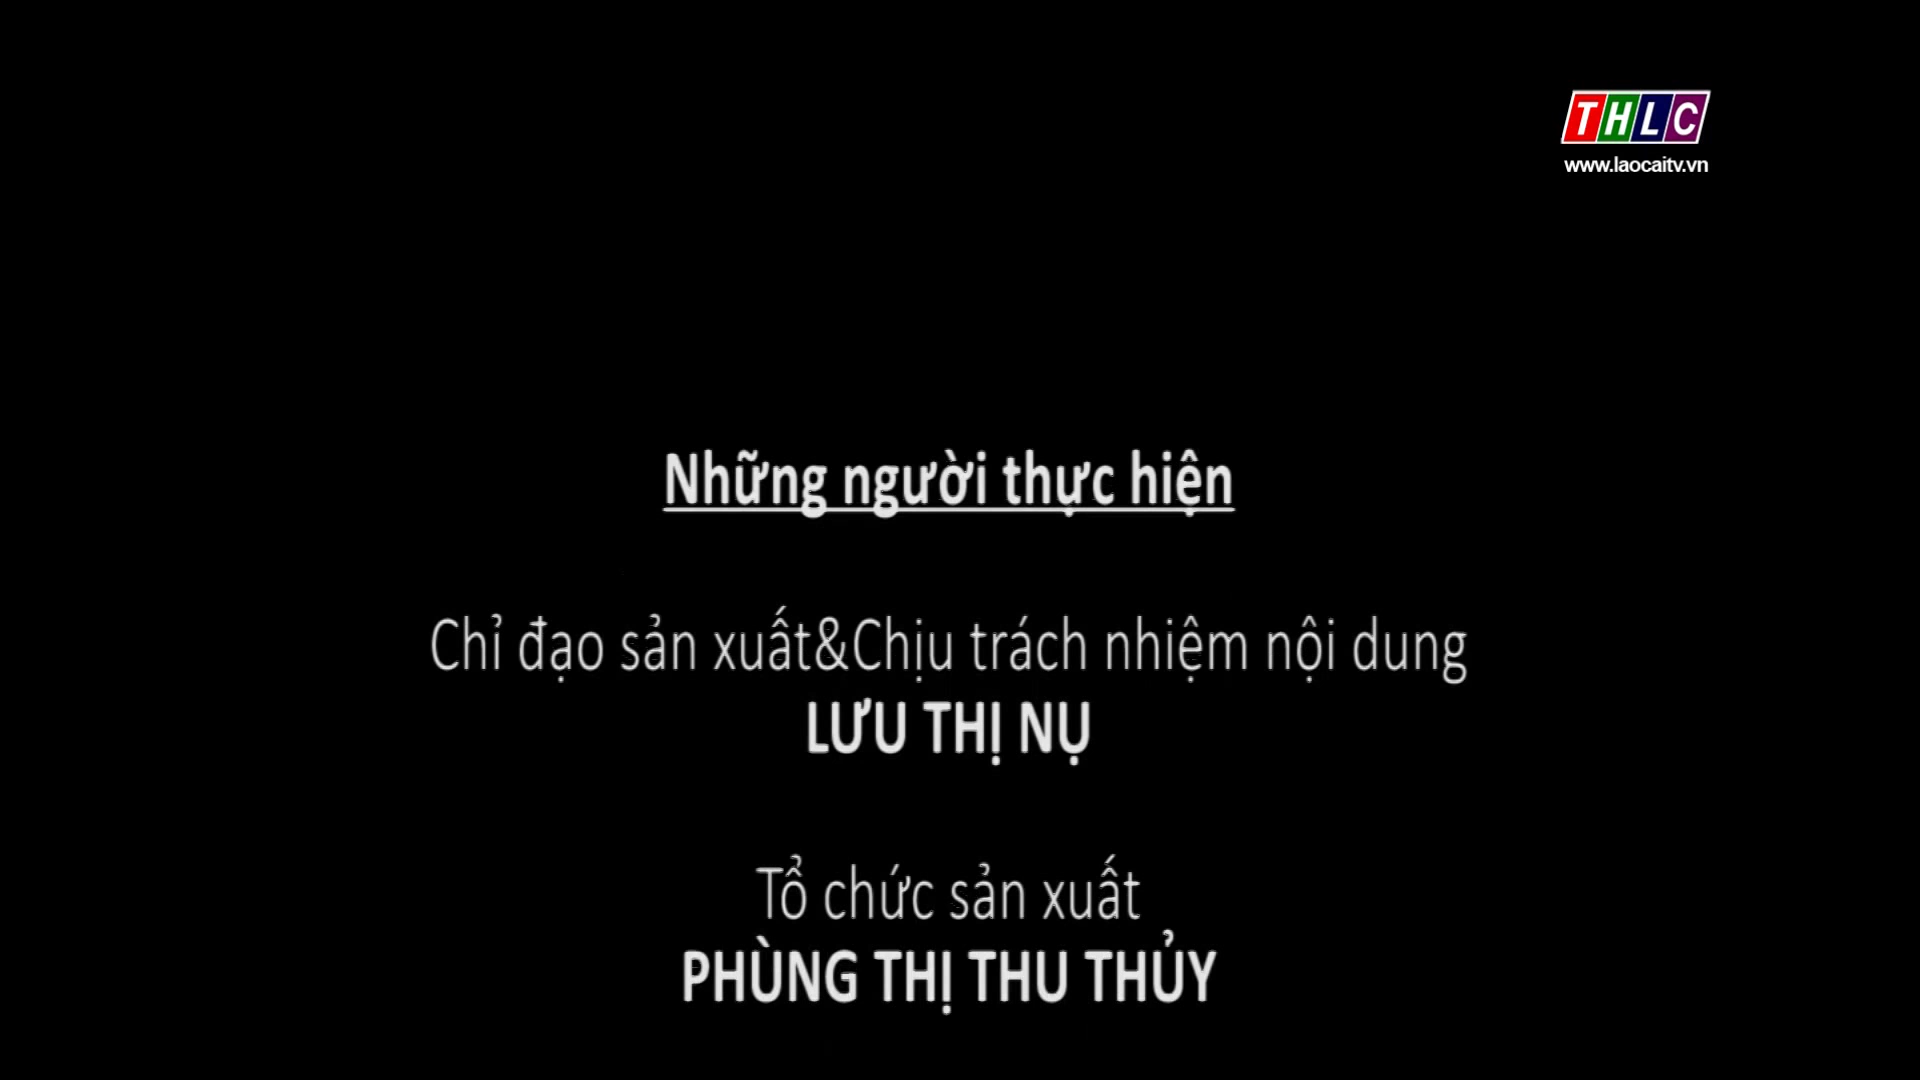 THLC
www.laocaitv.vn
Những người thực hiện
Chỉ đạo sản xuất&Chịu trách nhiệm nội dung
LƯU THỊ NỤ
Tổ chức sản xuất
PHÙNG THỊ THU THỦY